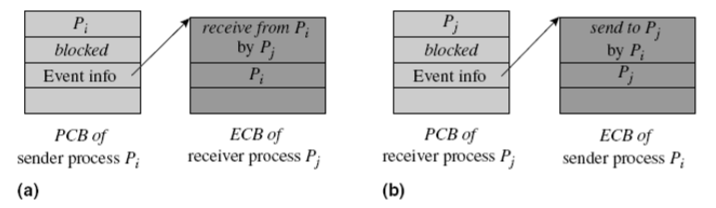 P_i
blocked
Event info
PCB of
sender process P_i
receive from P_i
by P_j
P_i
ECB of
receiver process P_j
(a)
P_j
blocked
Event info
PCB of
receiver process P_j
send to P_j
by P_i
P_j
ECB of
sender process P_i
(b)